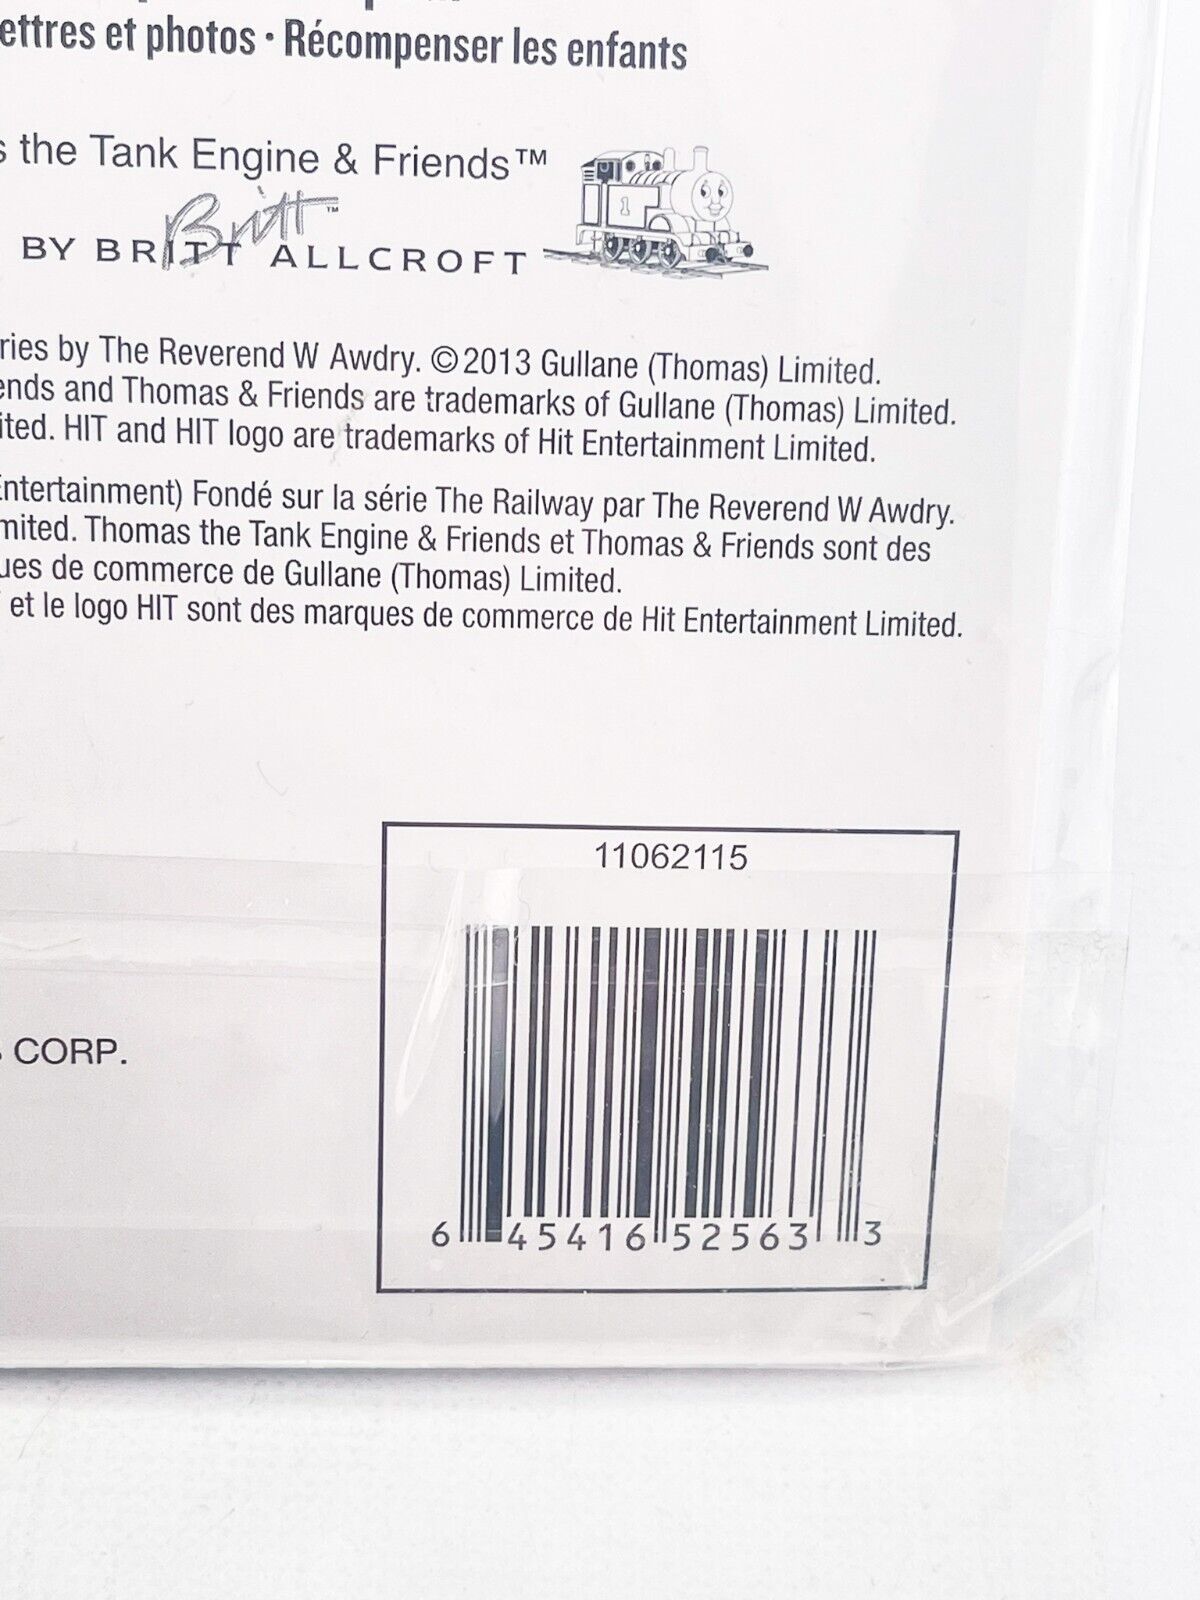 ettres et photos • Récompenser les enfants
s the Tank Engine & Friends™
Britt™
BY BRITT ALLCROFT
1
ries by The Reverend W Awdry. © 2013 Gullane (Thomas) Limited.
ends and Thomas & Friends are trademarks of Gullane (Thomas) Limited.
ited. HIT and HIT logo are trademarks of Hit Entertainment Limited.
Entertainment) Fondé sur la série The Railway par The Reverend W Awdry.
mited. Thomas the Tank Engine & Friends et Thomas & Friends sont des
ues de commerce de Gullane (Thomas) Limited.
et le logo HIT sont des marques de commerce de Hit Entertainment Limited.
11062115
CORP.
6 45416 52563 3